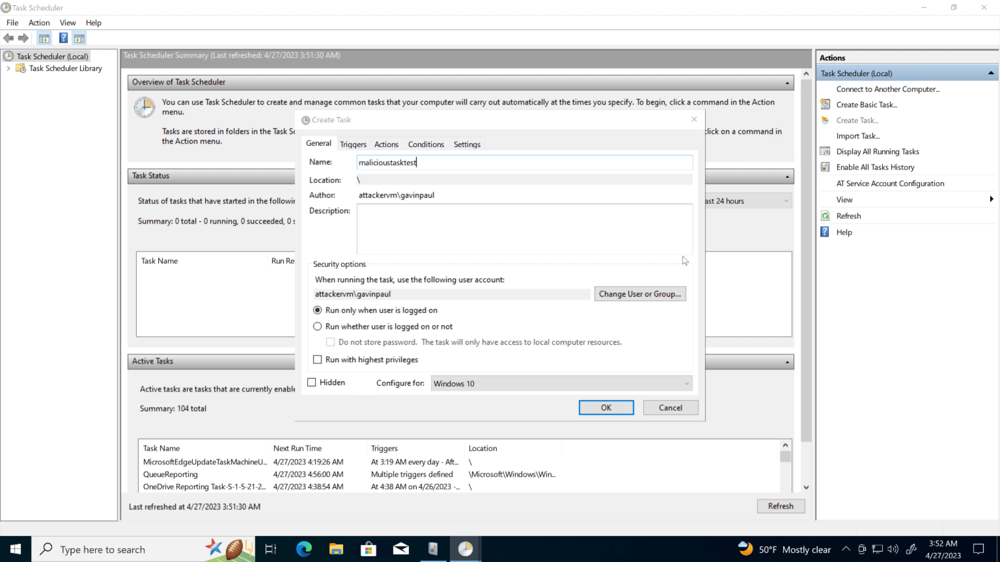 Task Scheduler
File Action View Help
Task Scheduler (Local)
Task Scheduler Library
Task Scheduler Summary (Last refreshed: 4/27/2023 3:51:30 AM)
Overview of Task Scheduler
You can use Task Scheduler to create and manage common tasks that your computer will carry out automatically at the times you specify. To begin, click a command in the Action
menu.
Tasks are stored in folders in the Task
click on a command in
the Action menu.
Task Status
Status of tasks that have started in the
ast 24 hours
Summary: 0 total - 0 running, 0 succeeded, 0
Task Name
Active Tasks
Active tasks are tasks that are currently
Summary: 104 total
Task Name Next Run Time Triggers Location
MicrosoftEdgeUpdateTaskMachineU... 4/27/2023 4:19:26 AM At 3:19 AM every day - Aft... \
QueueReporting 4/27/2023 4:56:00 AM Multiple triggers defined \Microsoft\Windows\Win...
OneDrive Reporting Task-S-1-5-21-2... 4/27/2023 4:38:54 AM At 4:38 AM on 4/26/2023 -... \
Last refreshed at 4/27/2023 3:51:30 AM
Refresh
Create Task
General Triggers Actions Conditions Settings
Name: malicioustasktest
Location: \
Author: attackervm\gavinpaul
Description:
Security options
When running the task, use the following user account:
attackervm\gavinpaul
Change User or Group...
Run only when user is logged on
Run whether user is logged on or not
Do not store password. The task will only have access to local computer resources.
Run with highest privileges
Hidden
Configure for: Windows 10
OK Cancel
Actions
Task Scheduler (Local)
Connect to Another Computer...
Create Basic Task...
Create Task...
Import Task...
Display All Running Tasks
Enable All Tasks History
AT Service Account Configuration
View
Refresh
Help
Type here to search
50°F Mostly clear
3:52 AM
4/27/2023